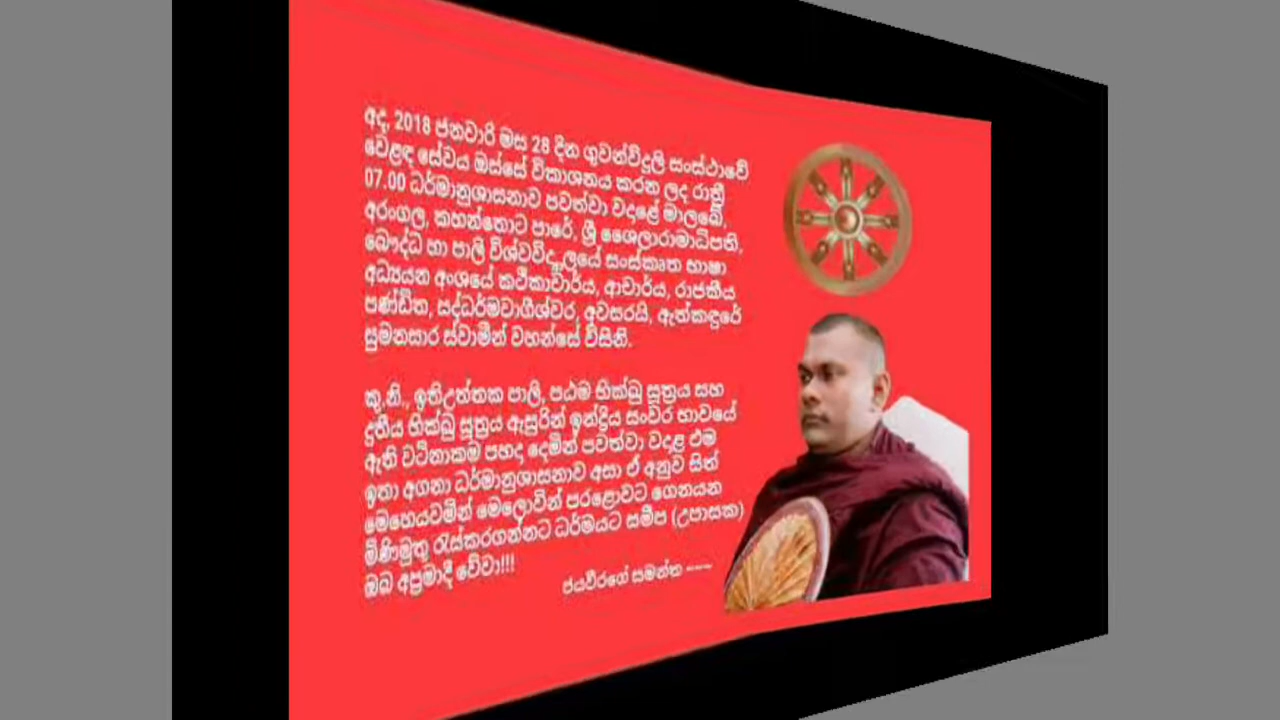 අද, 2018 ජනවාරි මස 28 දින ගුවන්විදුලි සංස්ථාවේ
වෙළඳ සේවය ඔස්සේ විකාශනය කරන ලද රාත්‍රී
07.00 ධර්මානුශාසනාව පවත්වා වදාළේ මාලබේ,
අරංගල, කහන්තොට පාරේ, ශ්‍රී ශෛලාරාමාධිපති,
බෞද්ධ හා පාලි විශ්වවිද්‍යාලයේ සංස්කෘත භාෂා
අධ්‍යයන අංශයේ කථිකාචාර්ය, ආචාර්ය, රාජකීය
පණ්ඩිත, සද්ධර්මවාගීශ්වර, අවසරයි, ඇත්කඳුරේ
සුමනසාර ස්වාමීන් වහන්සේ විසිනි.
කු.නි., ඉතිඋත්තක පාලි, පඨම භික්ඛු සූත්‍රය සහ
දුතිය භික්ඛු සූත්‍රය ඇසුරින් ඉන්ද්‍රිය සංවර භාවයේ
ඇති වටිනාකම පහදා දෙමින් පවත්වා වදාළ එම
ඉතා අගනා ධර්මානුශාසනාව අසා ඒ අනුව සිත්
මෙහෙයවමින් මෙලොවින් පරළොවට ගෙනයන
මිණිමුතු රැස්කරගන්නට ධර්මයට සමීප (උපාසක)
ඔබ අප්‍රමාදී වේවා!!!
ජයවීරගේ සමන්ත ~~~